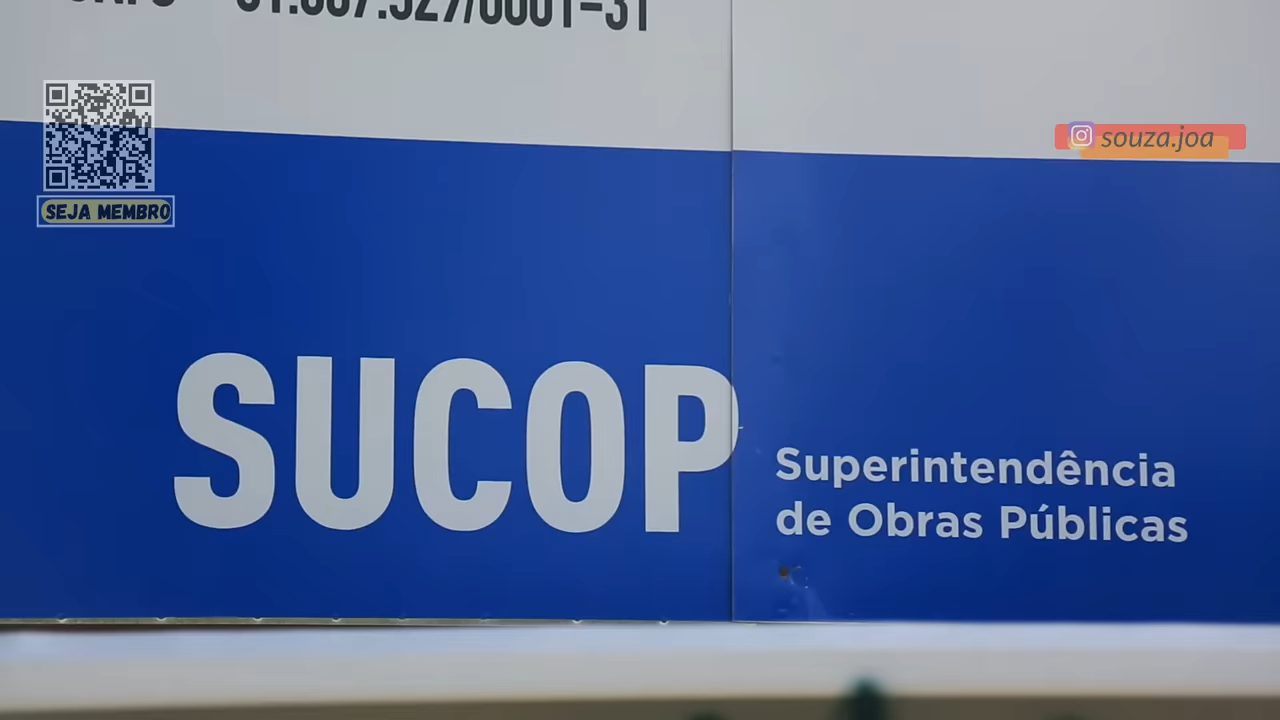 SEJA MEMBRO
souza.joa
SUCOP
Superintendência
de Obras Públicas